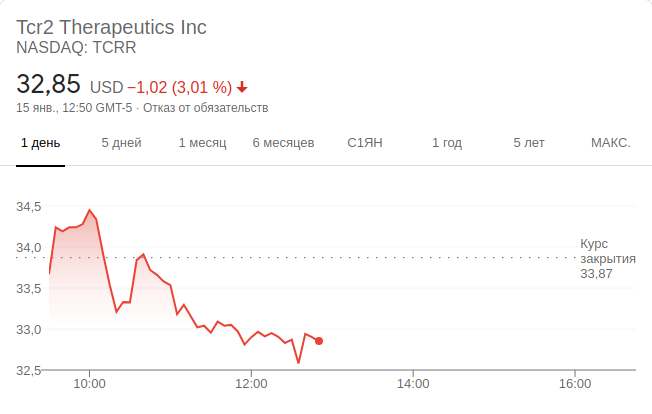 Tcr2 Therapeutics Inc
NASDAQ: TCRR
32,85 USD −1,02 (3,01 %)
15 янв., 12:50 GMT-5 · Отказ от обязательств
1 день 5 дней 1 месяц 6 месяцев С1ЯН 1 год 5 лет МАКС.
34,5
34,0
33,5
33,0
32,5
Курс
закрытия
33,87
10:00 12:00 14:00 16:00